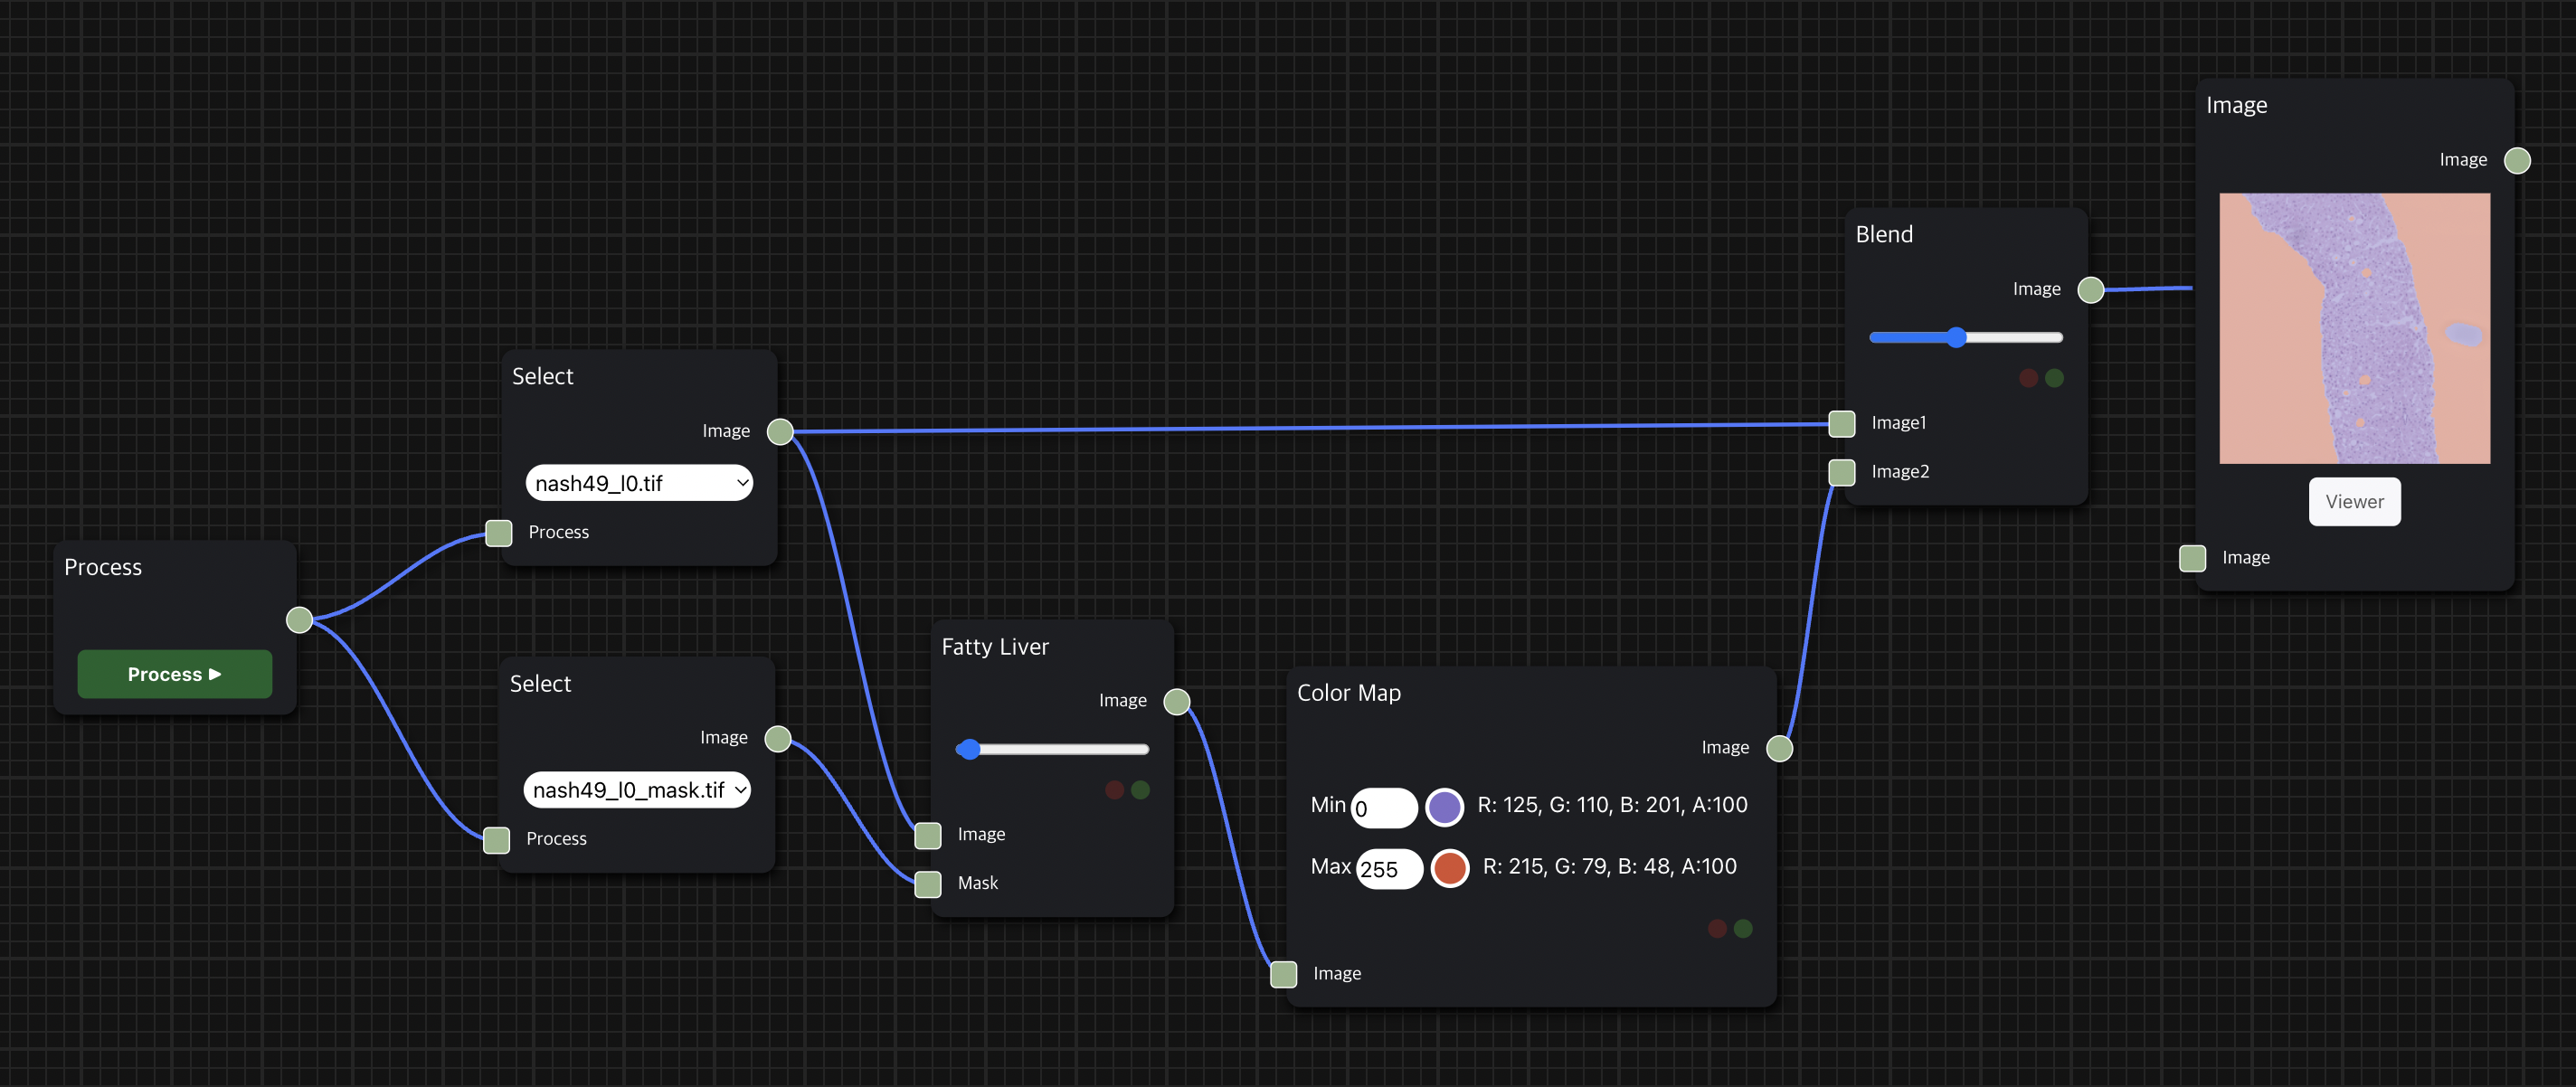 Process
Process ▶
Select
Image
nash49_l0.tif
Process
Select
Image
nash49_l0_mask.tif
Process
Fatty Liver
Image
Image
Mask
Color Map
Image
Min 0 R: 125, G: 110, B: 201, A:100
Max 255 R: 215, G: 79, B: 48, A:100
Image
Blend
Image
Image1
Image2
Image
Image
Viewer
Image